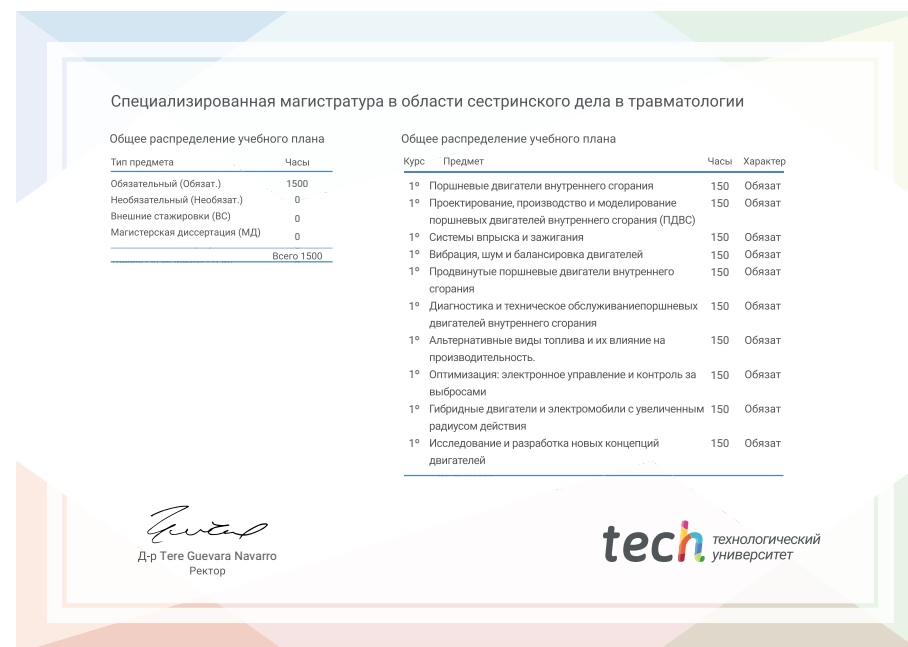 Специализированная магистратура в области сестринского дела в травматологии
Общее распределение учебного плана
Тип предмета Часы
Обязательный (Обязат.) 1500
Необязательный (Необязат.) 0
Внешние стажировки (ВС) 0
Магистерская диссертация (МД) 0
Всего 1500
Общее распределение учебного плана
Курс Предмет Часы Характер
1º Поршневые двигатели внутреннего сгорания 150 Обязат
1º Проектирование, производство и моделирование 150 Обязат
поршневых двигателей внутреннего сгорания (ПДВС)
1º Системы впрыска и зажигания 150 Обязат
1º Вибрация, шум и балансировка двигателей 150 Обязат
1º Продвинутые поршневые двигатели внутреннего 150 Обязат
сгорания
1º Диагностика и техническое обслуживаниепоршневых 150 Обязат
двигателей внутреннего сгорания
1º Альтернативные виды топлива и их влияние на 150 Обязат
производительность.
1º Оптимизация: электронное управление и контроль за 150 Обязат
выбросами
1º Гибридные двигатели и электромобили с увеличенным 150 Обязат
радиусом действия
1º Исследование и разработка новых концепций 150 Обязат
двигателей
Д-р Tere Guevara Navarro
Ректор
tech технологический
университет